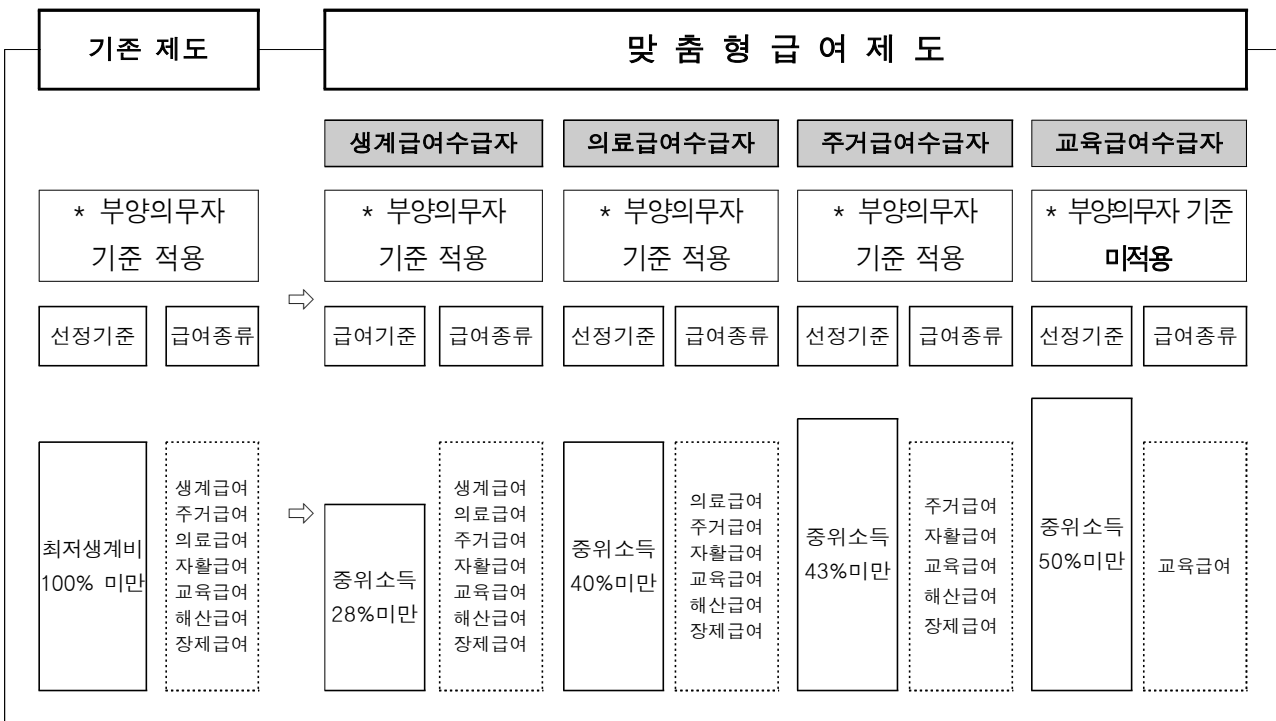 기존 제도
맞 춤 형 급 여 제 도
생계급여수급자
의료급여수급자
주거급여수급자
교육급여수급자
* 부양의무자
기준 적용
* 부양의무자
기준 적용
* 부양의무자
기준 적용
* 부양의무자
기준 적용
* 부양의무자 기준
미적용
⇨
선정기준
급여종류
급여기준
급여종류
선정기준
급여종류
선정기준
급여종류
선정기준
급여종류
최저생계비
100% 미만
생계급여
주거급여
의료급여
자활급여
교육급여
해산급여
장제급여
⇨
중위소득
28%미만
생계급여
의료급여
주거급여
자활급여
교육급여
해산급여
장제급여
중위소득
40%미만
의료급여
주거급여
자활급여
교육급여
해산급여
장제급여
중위소득
43%미만
주거급여
자활급여
교육급여
해산급여
장제급여
중위소득
50%미만
교육급여